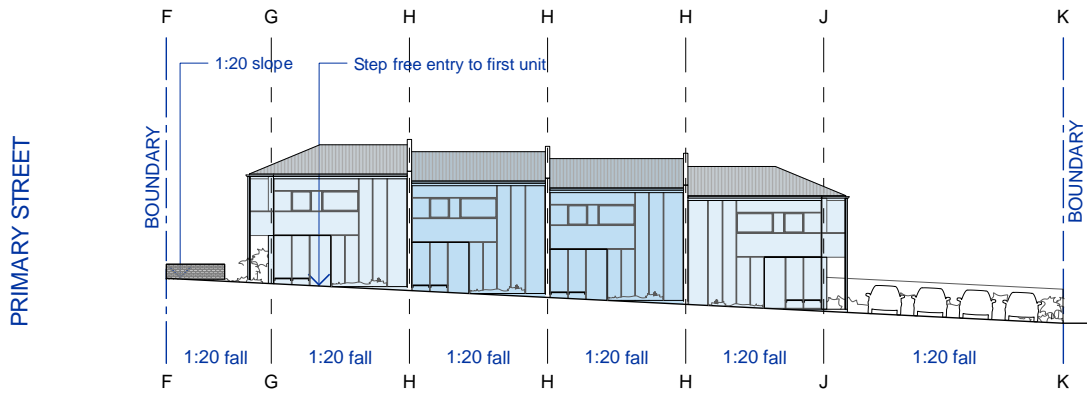 F G H H H J K
1:20 slope
Step free entry to first unit
PRIMARY STREET
BOUNDARY
BOUNDARY
1:20 fall 1:20 fall 1:20 fall 1:20 fall 1:20 fall 1:20 fall
F G H H H J K